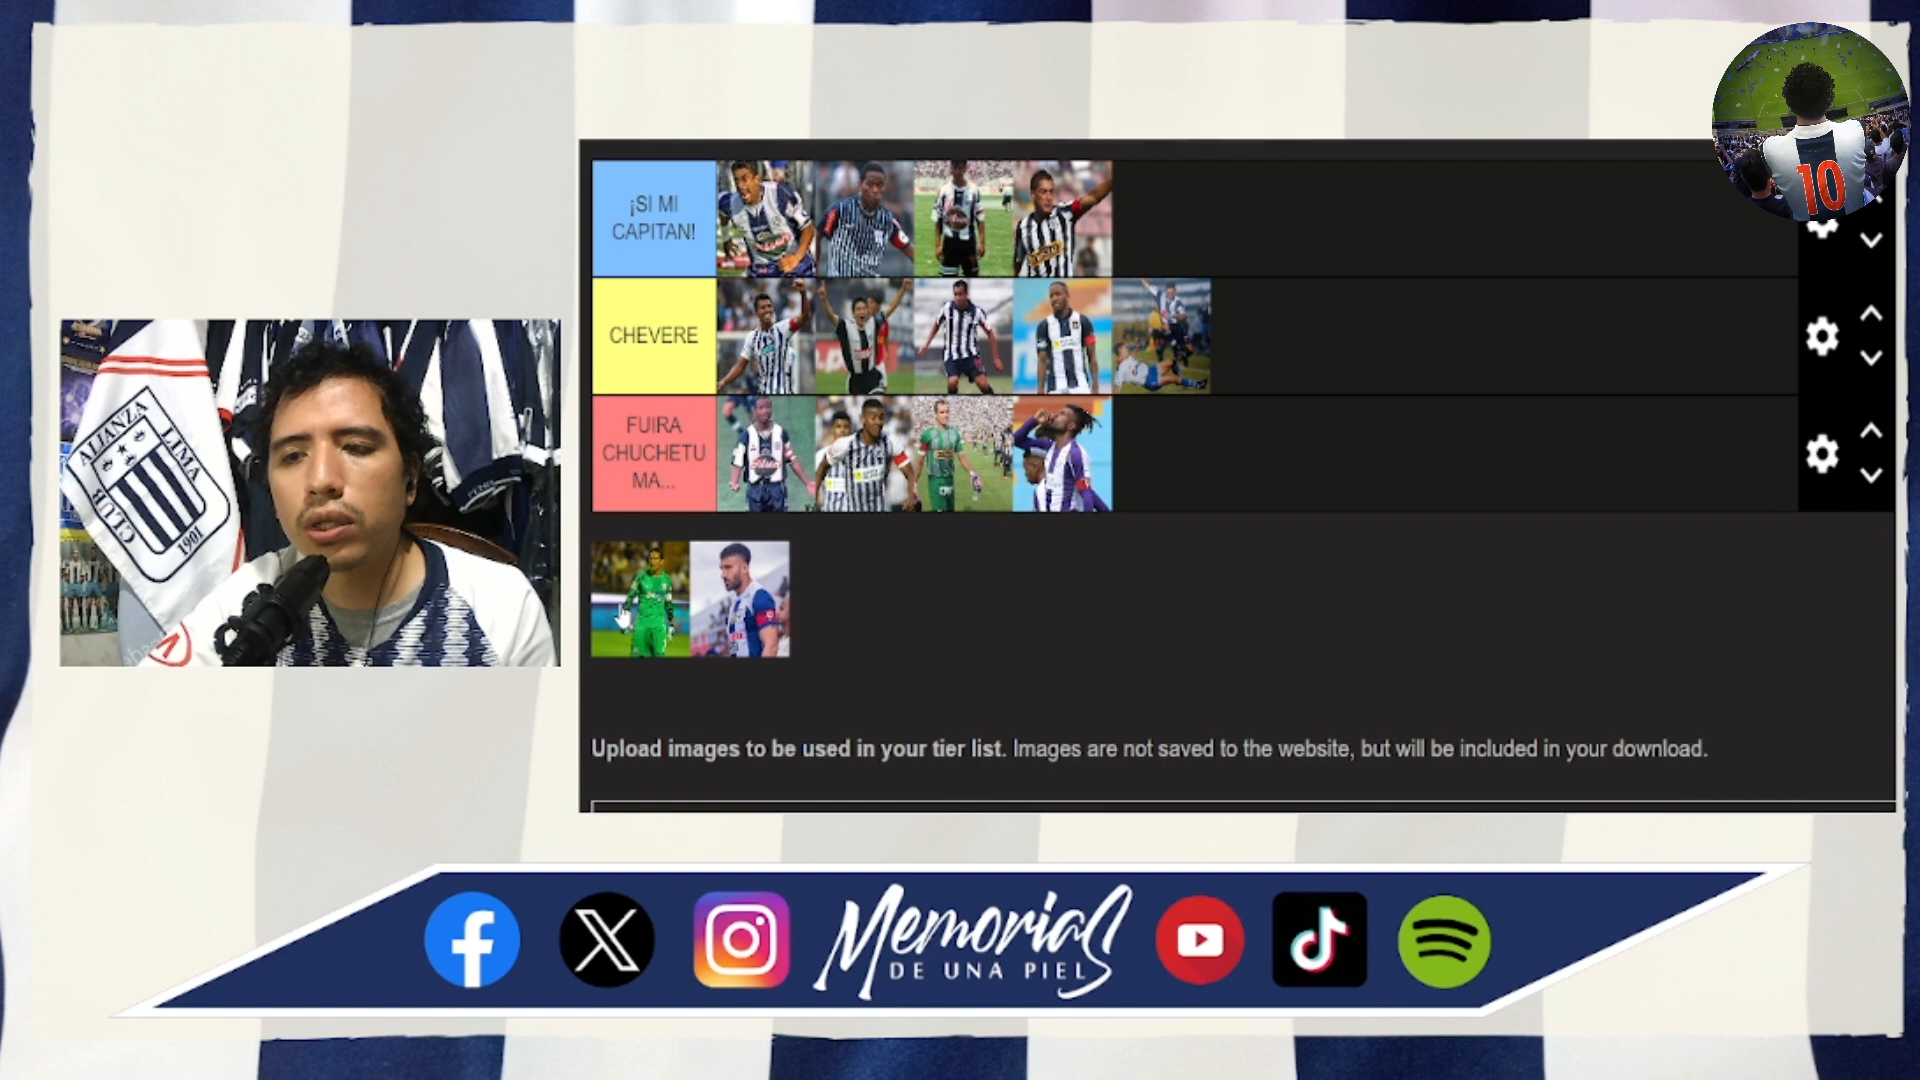 10
¡SI MI
CAPITAN!
CHEVERE
FUIRA
CHUCHETU
MA...
ALIANZA
LIMA
CLUB
1901
Upload images to be used in your tier list. Images are not saved to the website, but will be included in your download.
Memorias
DE UNA PIEL